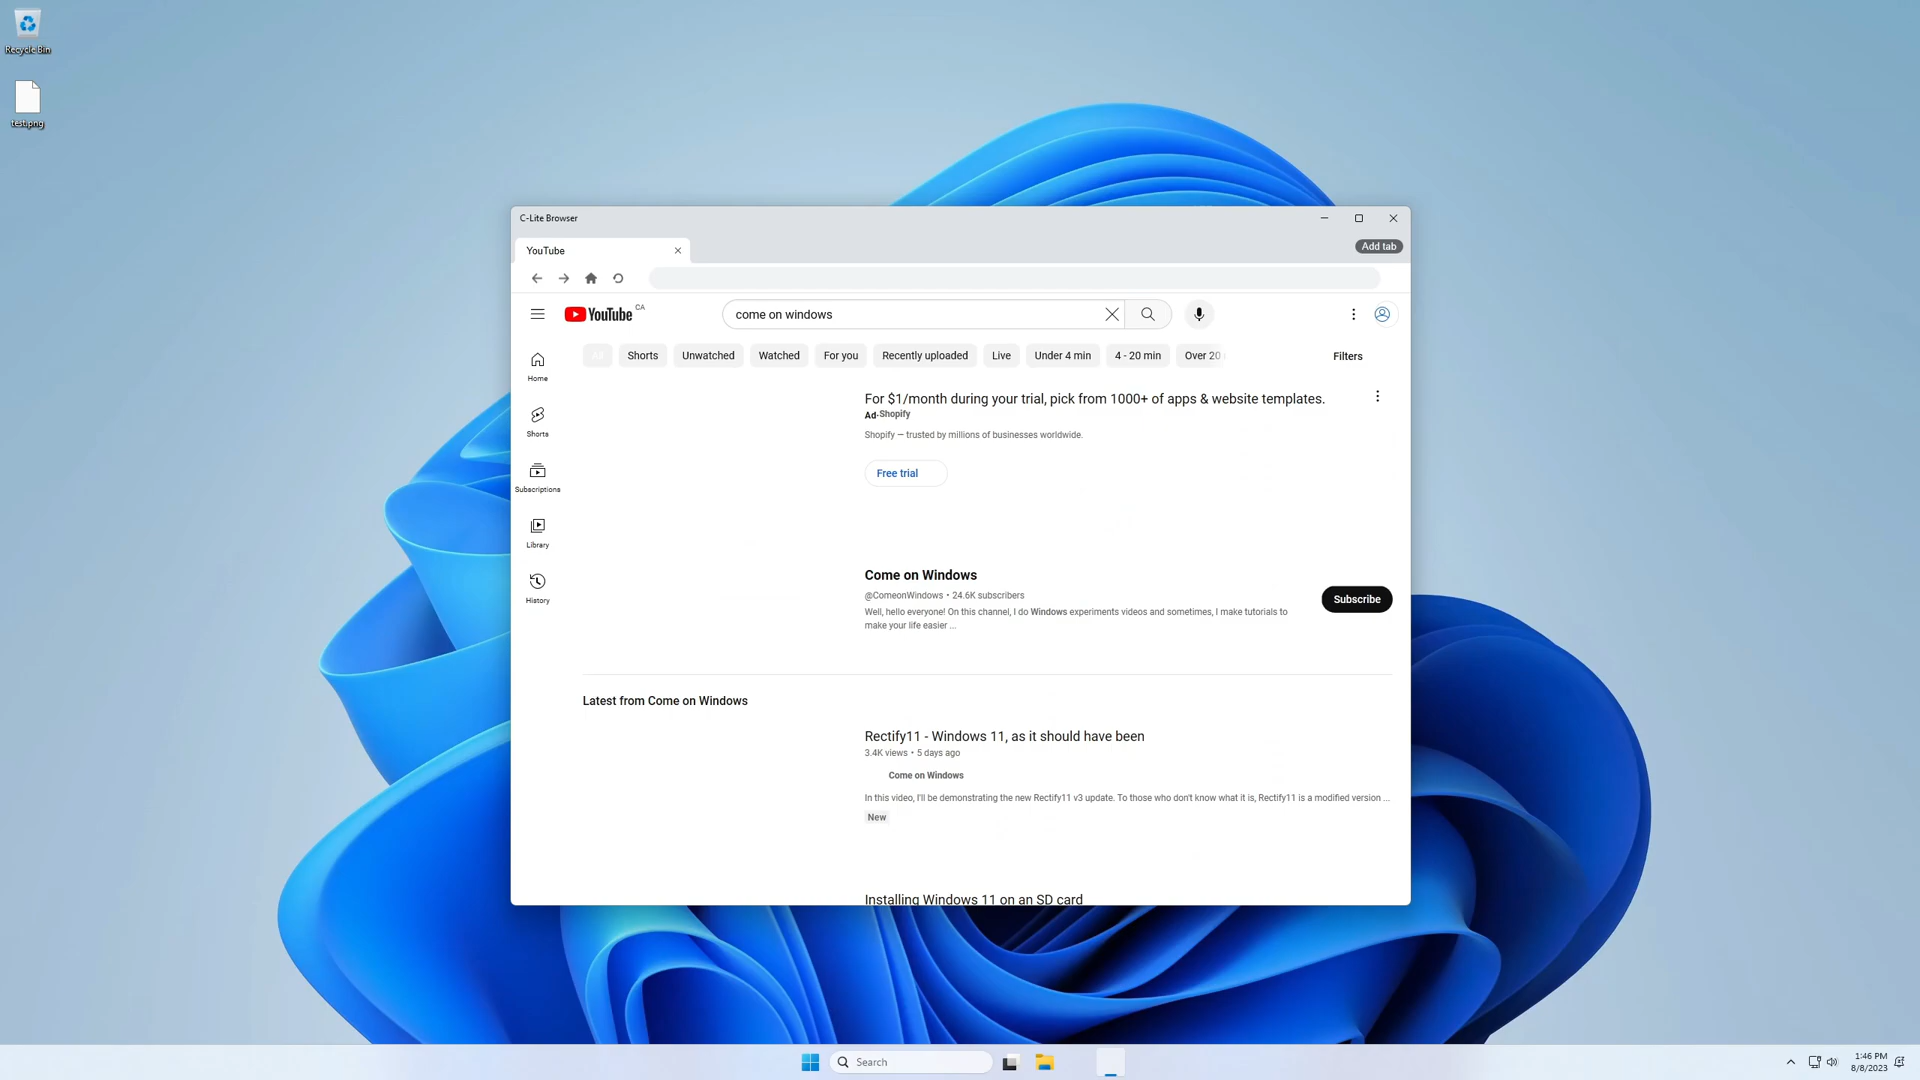 Recycle Bin
test.png
C-Lite Browser
YouTube
Add tab
YouTube CA
come on windows
All
Shorts
Unwatched
Watched
For you
Recently uploaded
Live
Under 4 min
4 - 20 min
Over 20
Filters
Home
Shorts
Subscriptions
Library
History
For $1/month during your trial, pick from 1000+ of apps & website templates.
Ad·Shopify
Shopify — trusted by millions of businesses worldwide.
Free trial
Come on Windows
@ComeonWindows • 24.6K subscribers
Well, hello everyone! On this channel, I do Windows experiments videos and sometimes, I make tutorials to
make your life easier ...
Subscribe
Latest from Come on Windows
Rectify11 - Windows 11, as it should have been
3.4K views • 5 days ago
Come on Windows
In this video, I'll be demonstrating the new Rectify11 v3 update. To those who don't know what it is, Rectify11 is a modified version ...
New
Installing Windows 11 on an SD card
Search
1:46 PM
8/8/2023